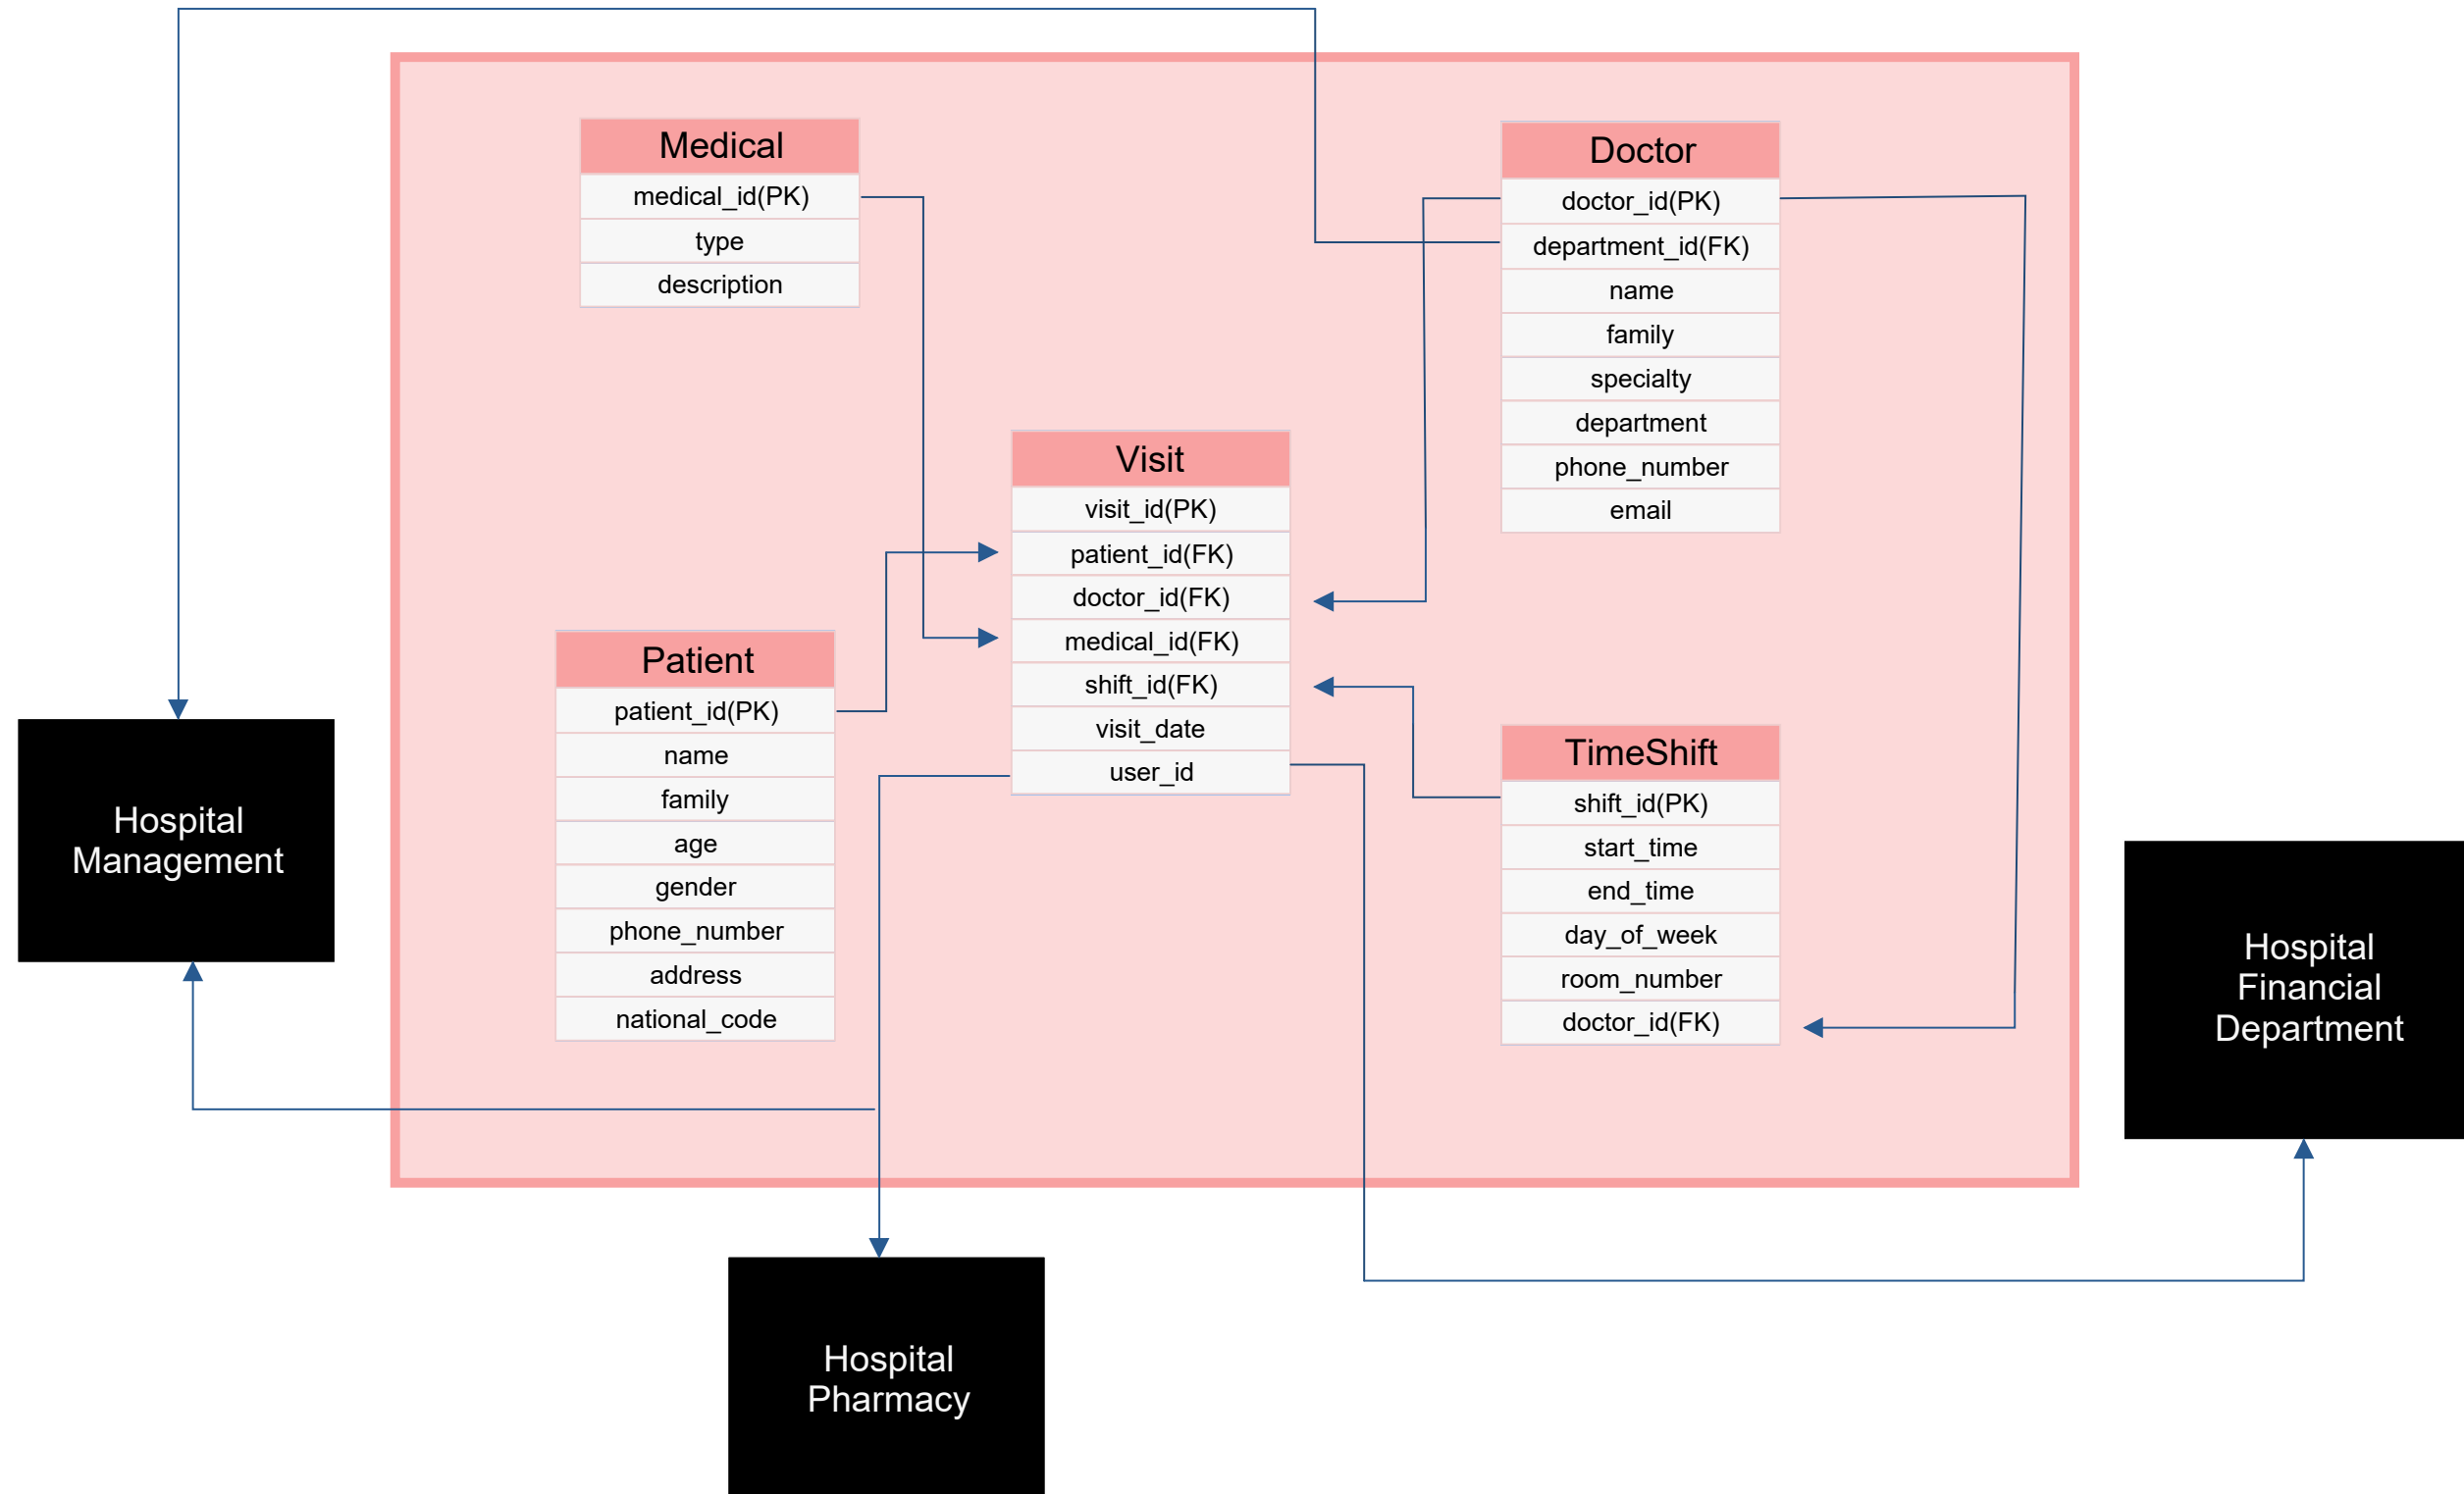 Medical
medical_id(PK)
type
description
Doctor
doctor_id(PK)
department_id(FK)
name
family
specialty
department
phone_number
email
Visit
visit_id(PK)
patient_id(FK)
doctor_id(FK)
medical_id(FK)
shift_id(FK)
visit_date
user_id
Patient
patient_id(PK)
name
family
age
gender
phone_number
address
national_code
TimeShift
shift_id(PK)
start_time
end_time
day_of_week
room_number
doctor_id(FK)
Hospital
Management
Hospital
Financial
Department
Hospital
Pharmacy